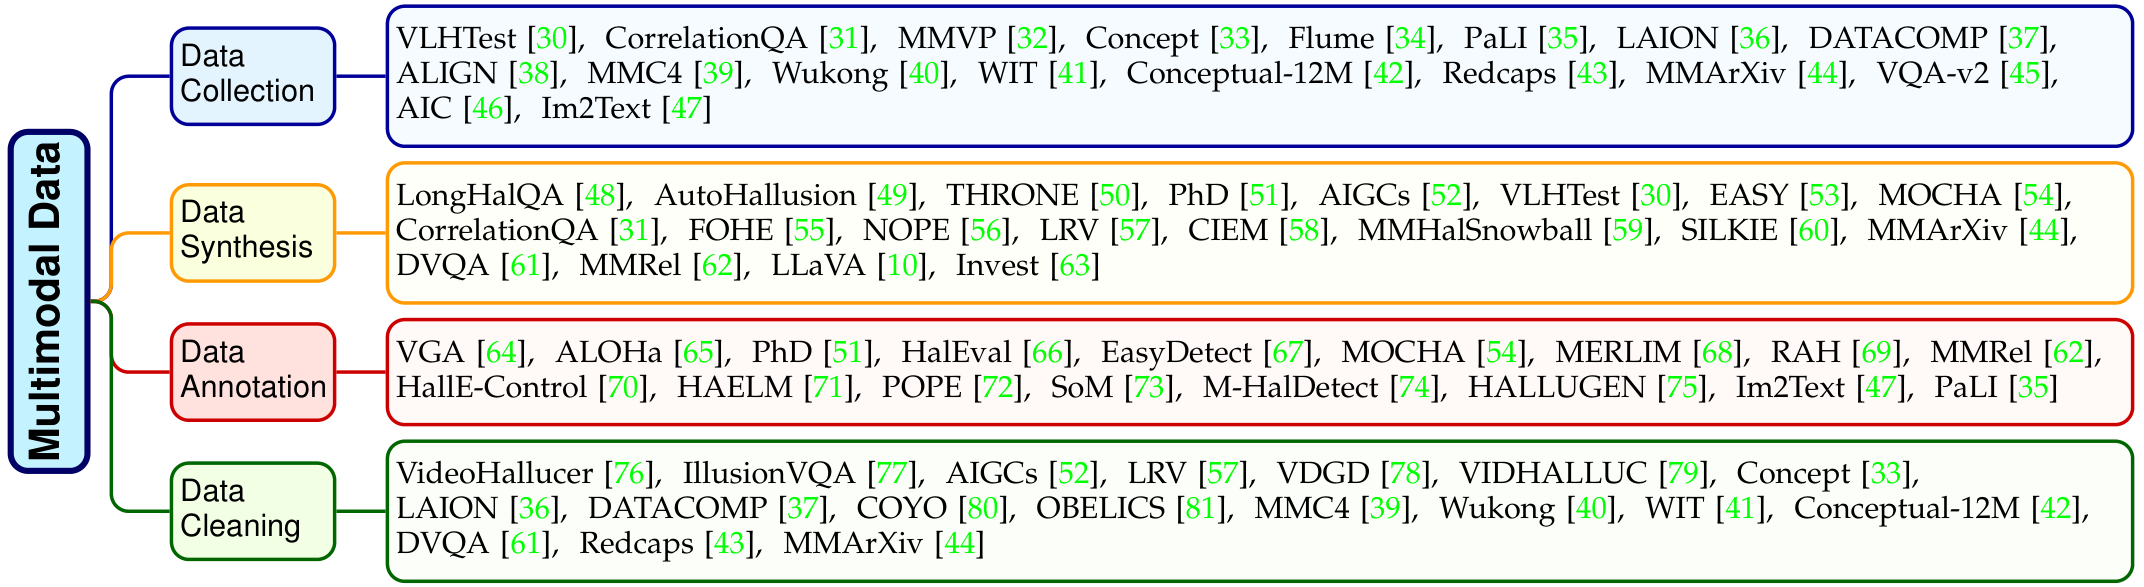 Multimodal Data
Data
Collection
VLHTest [30], CorrelationQA [31], MMVP [32], Concept [33], Flume [34], PaLI [35], LAION [36], DATACOMP [37],
ALIGN [38], MMC4 [39], Wukong [40], WIT [41], Conceptual-12M [42], Redcaps [43], MMArXiv [44], VQA-v2 [45],
AIC [46], Im2Text [47]
Data
Synthesis
LongHalQA [48], AutoHallusion [49], THRONE [50], PhD [51], AIGCs [52], VLHTest [30], EASY [53], MOCHA [54],
CorrelationQA [31], FOHE [55], NOPE [56], LRV [57], CIEM [58], MMHalSnowball [59], SILKIE [60], MMArXiv [44],
DVQA [61], MMRel [62], LLaVA [10], Invest [63]
Data
Annotation
VGA [64], ALOHa [65], PhD [51], HalEval [66], EasyDetect [67], MOCHA [54], MERLIM [68], RAH [69], MMRel [62],
HallE-Control [70], HAELM [71], POPE [72], SoM [73], M-HalDetect [74], HALLUGEN [75], Im2Text [47], PaLI [35]
Data
Cleaning
VideoHallucer [76], IllusionVQA [77], AIGCs [52], LRV [57], VDGD [78], VIDHALLUC [79], Concept [33],
LAION [36], DATACOMP [37], COYO [80], OBELICS [81], MMC4 [39], Wukong [40], WIT [41], Conceptual-12M [42],
DVQA [61], Redcaps [43], MMArXiv [44]